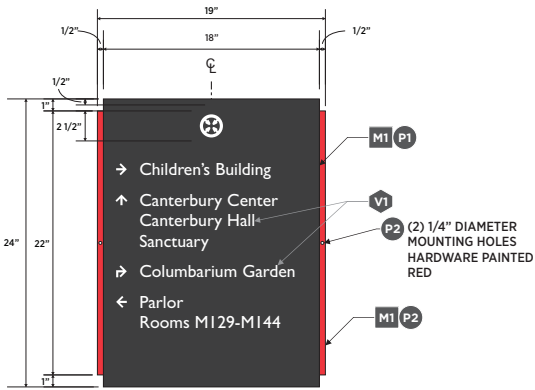 19"
1/2" 18" 1/2"
CL
1/2"
1"
2 1/2"
M1 P1
→ Children's Building
↑ Canterbury Center
Canterbury Hall
Sanctuary
V1
P2 (2) 1/4" DIAMETER
MOUNTING HOLES
HARDWARE PAINTED
RED
24" 22"
↱ Columbarium Garden
← Parlor
Rooms M129-M144
M1 P2
1"